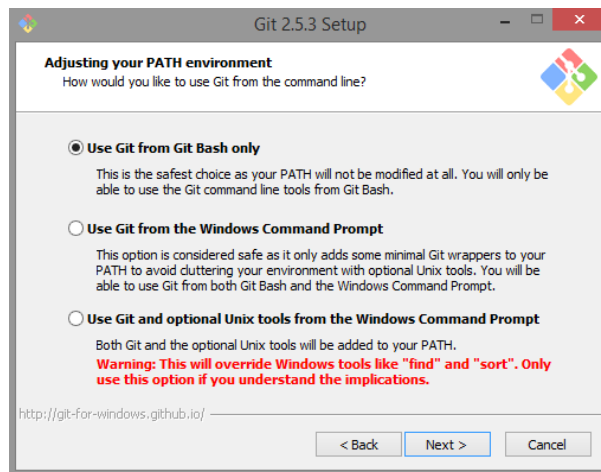 Git 2.5.3 Setup
Adjusting your PATH environment
How would you like to use Git from the command line?
Use Git from Git Bash only
This is the safest choice as your PATH will not be modified at all. You will only be
able to use the Git command line tools from Git Bash.
Use Git from the Windows Command Prompt
This option is considered safe as it only adds some minimal Git wrappers to your
PATH to avoid cluttering your environment with optional Unix tools. You will be
able to use Git from both Git Bash and the Windows Command Prompt.
Use Git and optional Unix tools from the Windows Command Prompt
Both Git and the optional Unix tools will be added to your PATH.
Warning: This will override Windows tools like "find" and "sort". Only
use this option if you understand the implications.
http://git-for-windows.github.io/
< Back Next > Cancel